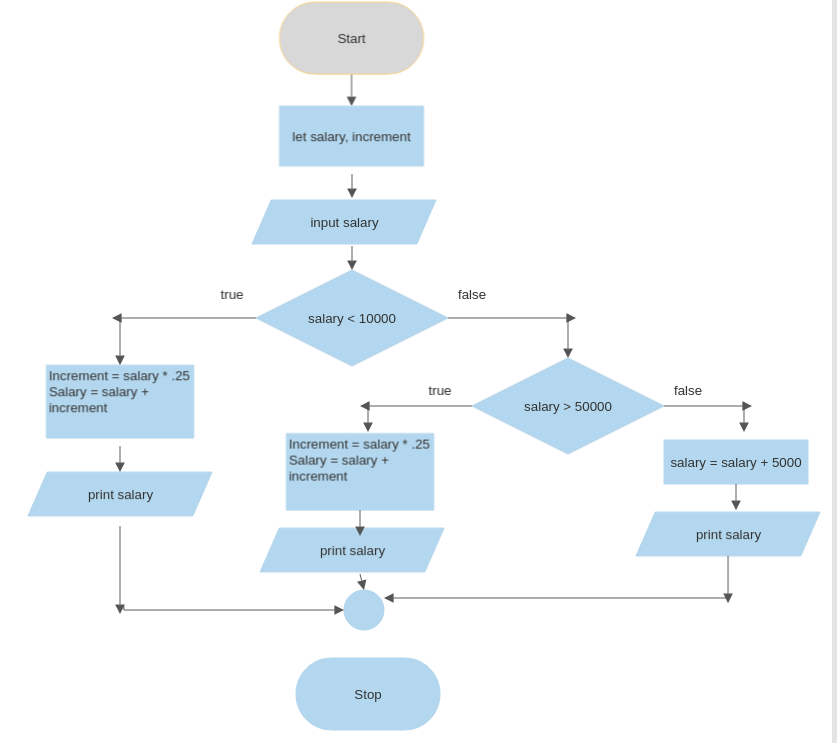 Start
let salary, increment
input salary
true
false
salary < 10000
Increment = salary * .25
Salary = salary +
increment
print salary
true
false
salary > 50000
Increment = salary * .25
Salary = salary +
increment
print salary
salary = salary + 5000
print salary
Stop